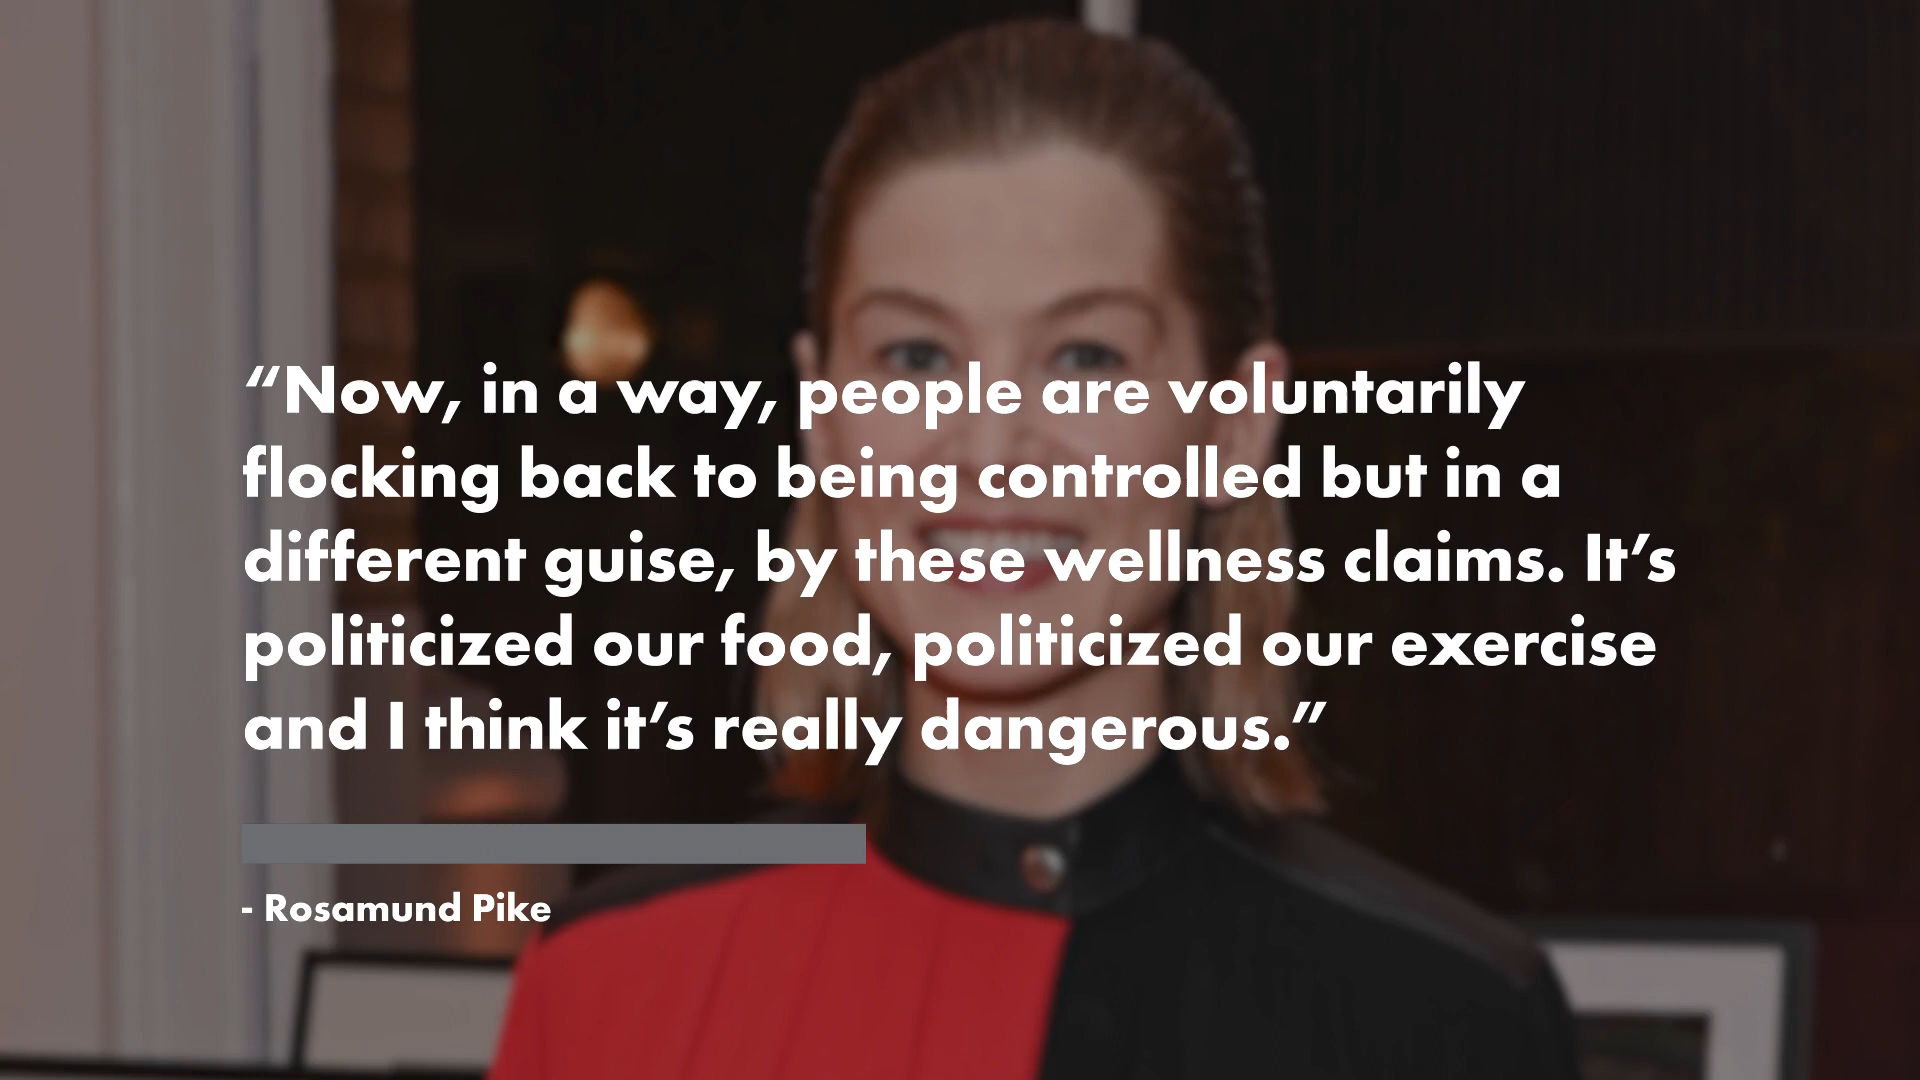 “Now, in a way, people are voluntarily
flocking back to being controlled but in a
different guise, by these wellness claims. It’s
politicized our food, politicized our exercise
and I think it’s really dangerous.”
- Rosamund Pike